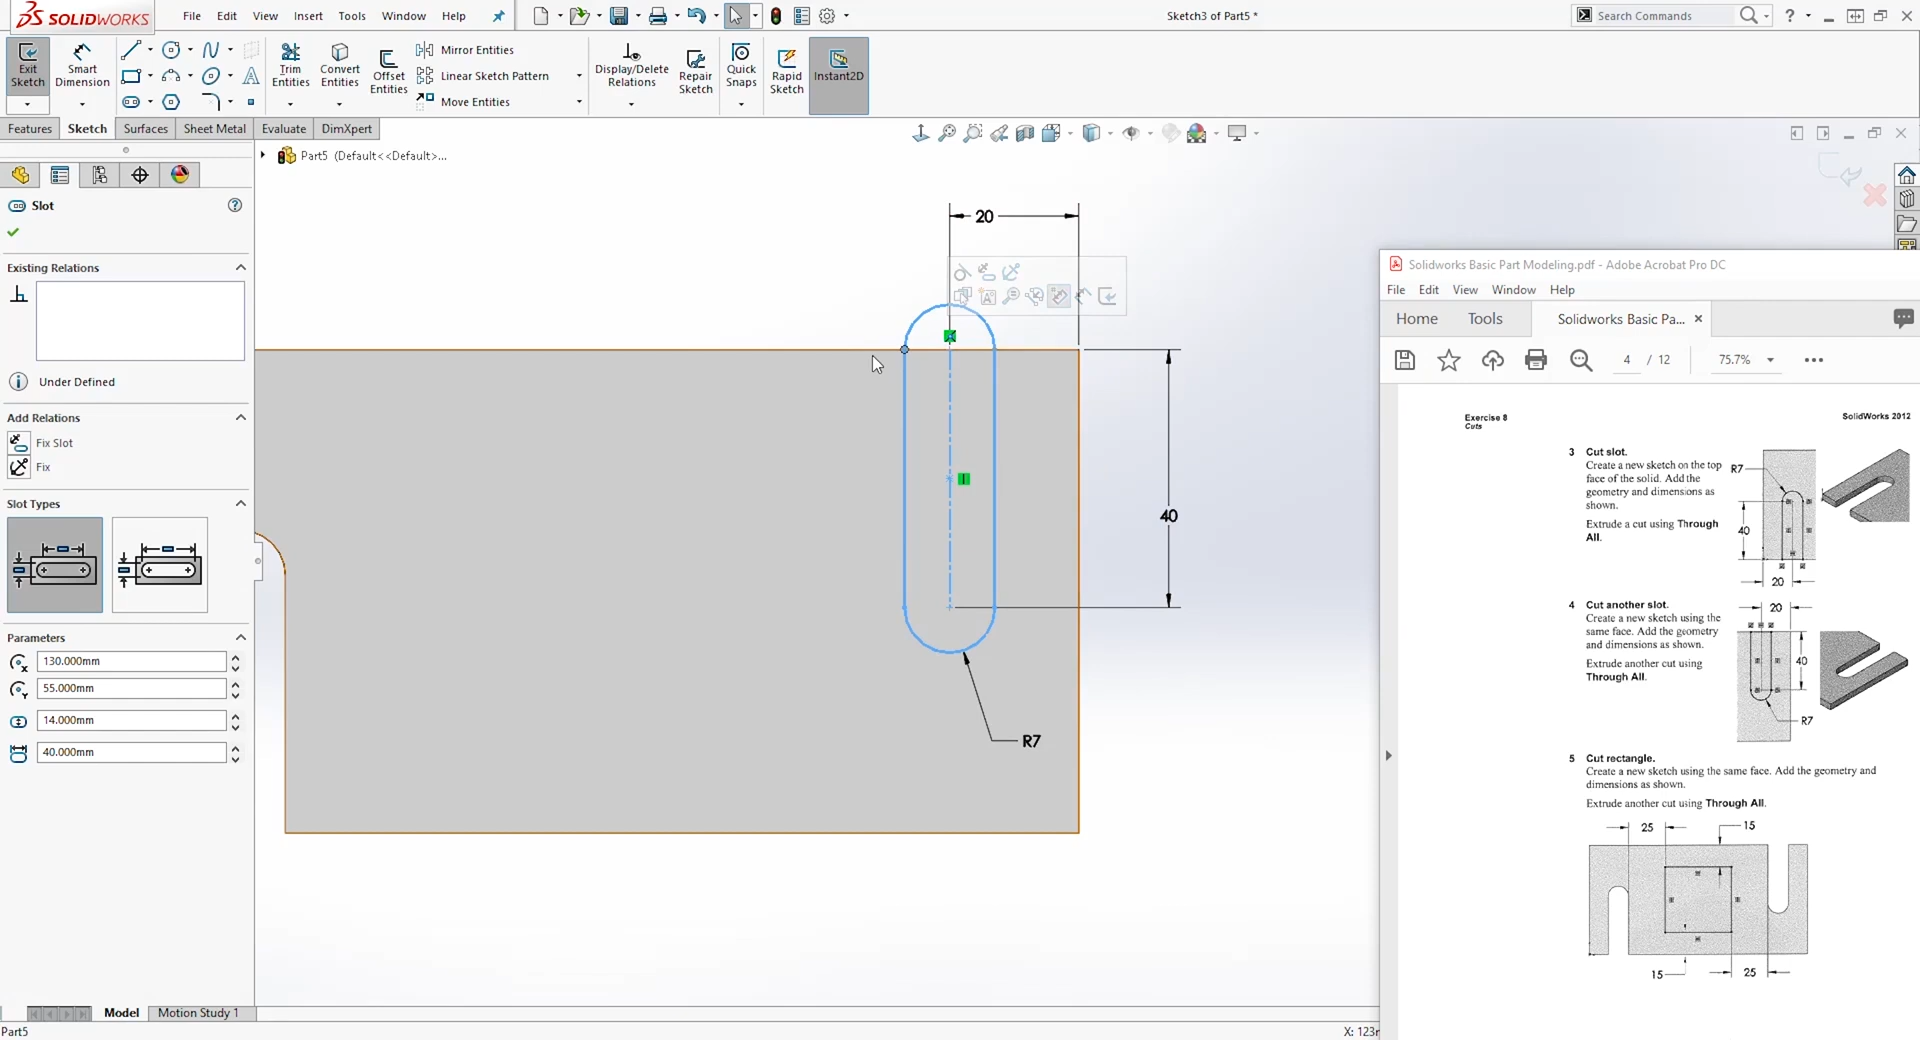 SOLIDWORKS
File Edit View Insert Tools Window Help
Sketch3 of Part5 *
Search Commands
Exit Sketch
Smart Dimension
Trim Entities
Convert Entities
Offset Entities
Mirror Entities
Linear Sketch Pattern
Move Entities
Display/Delete Relations
Repair Sketch
Quick Snaps
Rapid Sketch
Instant2D
Features Sketch Surfaces Sheet Metal Evaluate DimXpert
Part5 (Default<<Default>...
Slot
Existing Relations
Under Defined
Add Relations
Fix Slot
Fix
Slot Types
Parameters
130.000mm
55.000mm
14.000mm
40.000mm
20
40
R7
Model Motion Study 1
Part5
X: 123
Solidworks Basic Part Modeling.pdf - Adobe Acrobat Pro DC
File Edit View Window Help
Home Tools Solidworks Basic Pa...
4 / 12 75.7%
Exercise 8
Cuts
SolidWorks 2012
3 Cut slot.
Create a new sketch on the top
face of the solid. Add the
geometry and dimensions as
shown.
Extrude a cut using Through
All.
R7
40
20
4 Cut another slot.
Create a new sketch using the
same face. Add the geometry
and dimensions as shown.
Extrude another cut using
Through All.
20
40
R7
5 Cut rectangle.
Create a new sketch using the same face. Add the geometry and
dimensions as shown.
Extrude another cut using Through All.
25
15
15
25